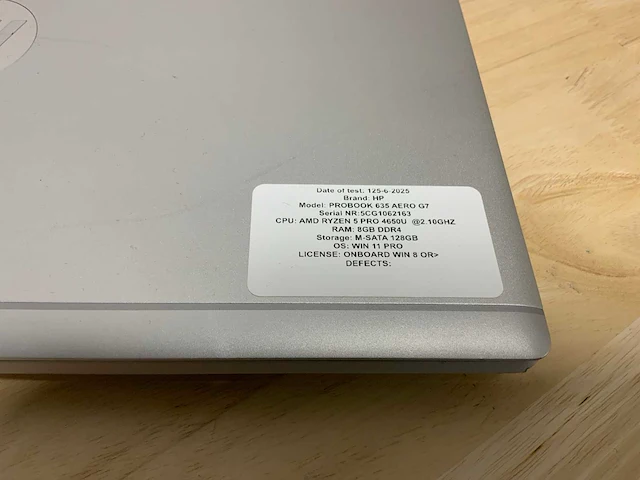 Date of test: 125-6-2025
Brand: HP
Model: PROBOOK 635 AERO G7
Serial NR:5CG1062163
CPU: AMD RYZEN 5 PRO 4650U @2.10GHZ
RAM: 8GB DDR4
Storage: M-SATA 128GB
OS: WIN 11 PRO
LICENSE: ONBOARD WIN 8 OR>
DEFECTS: